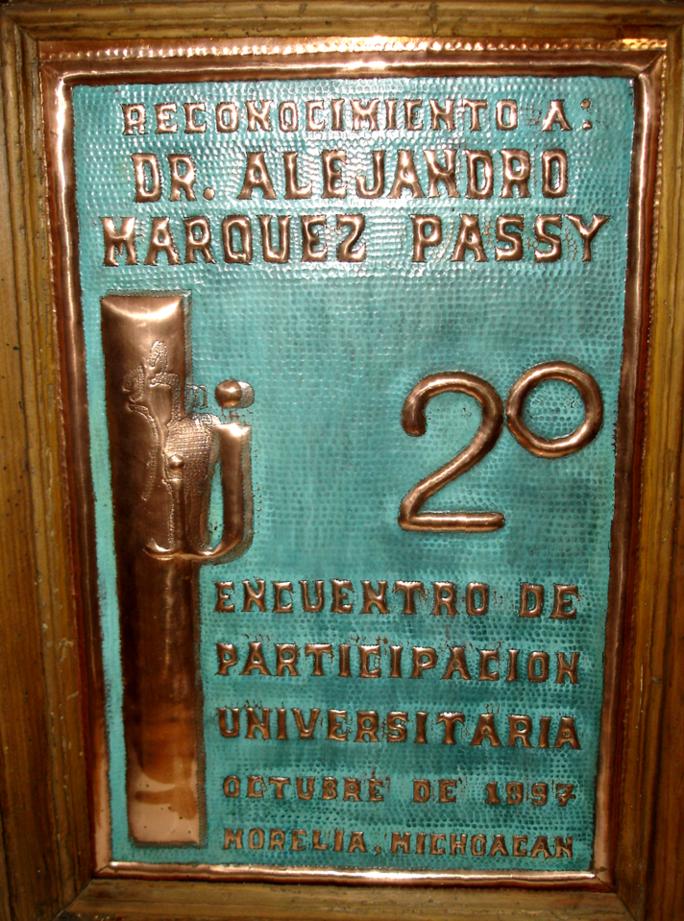 RECONOCIMIENTO A:
DR. ALEJANDRO
MARQUEZ PASSY
2º
ENCUENTRO DE
PARTICIPACION
UNIVERSITARIA
OCTUBRE DE 1997
MORELIA, MICHOACAN